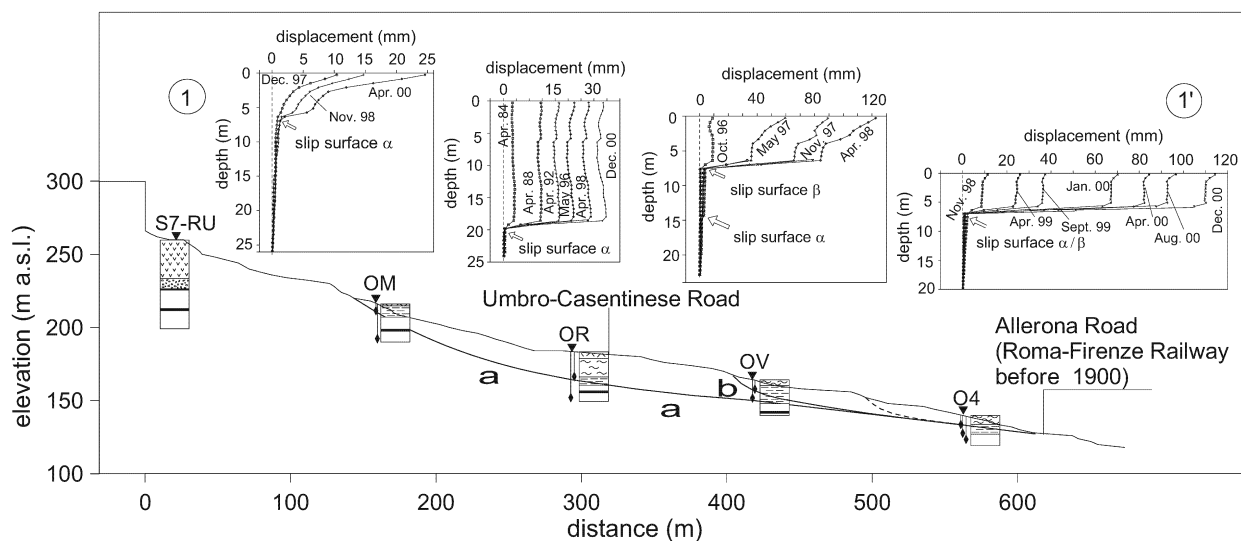 displacement (mm)
0 5 10 15 20 25
1
depth (m)
0
5
10
15
20
25
Dec. 97
Nov. 98
Apr. 00
slip surface α
displacement (mm)
0 9 18 26 35
depth (m)
0
5
10
15
20
25
Apr. 84
Apr. 88
Apr. 92
May.96
Apr. 98
Dec. 00
slip surface α
displacement (mm)
0 40 80 120
depth (m)
0
5
10
15
20
Oct. 96
May 97
Nov. 97
Apr. 98
slip surface β
slip surface α
1'
displacement (mm)
0 20 40 60 80 100 120
depth (m)
0
5
10
15
20
Nov. 98
Apr. 99
Sept. 99
Jan. 00
Apr. 00
Aug. 00
Dec. 00
slip surface α/β
elevation (m a.s.l.)
300
250
200
150
100
S7-RU
OM
Umbro-Casentinese Road
OR
OV
O4
Allerona Road
(Roma-Firenze Railway
before 1900)
a
a
b
0 100 200 300 400 500 600
distance (m)